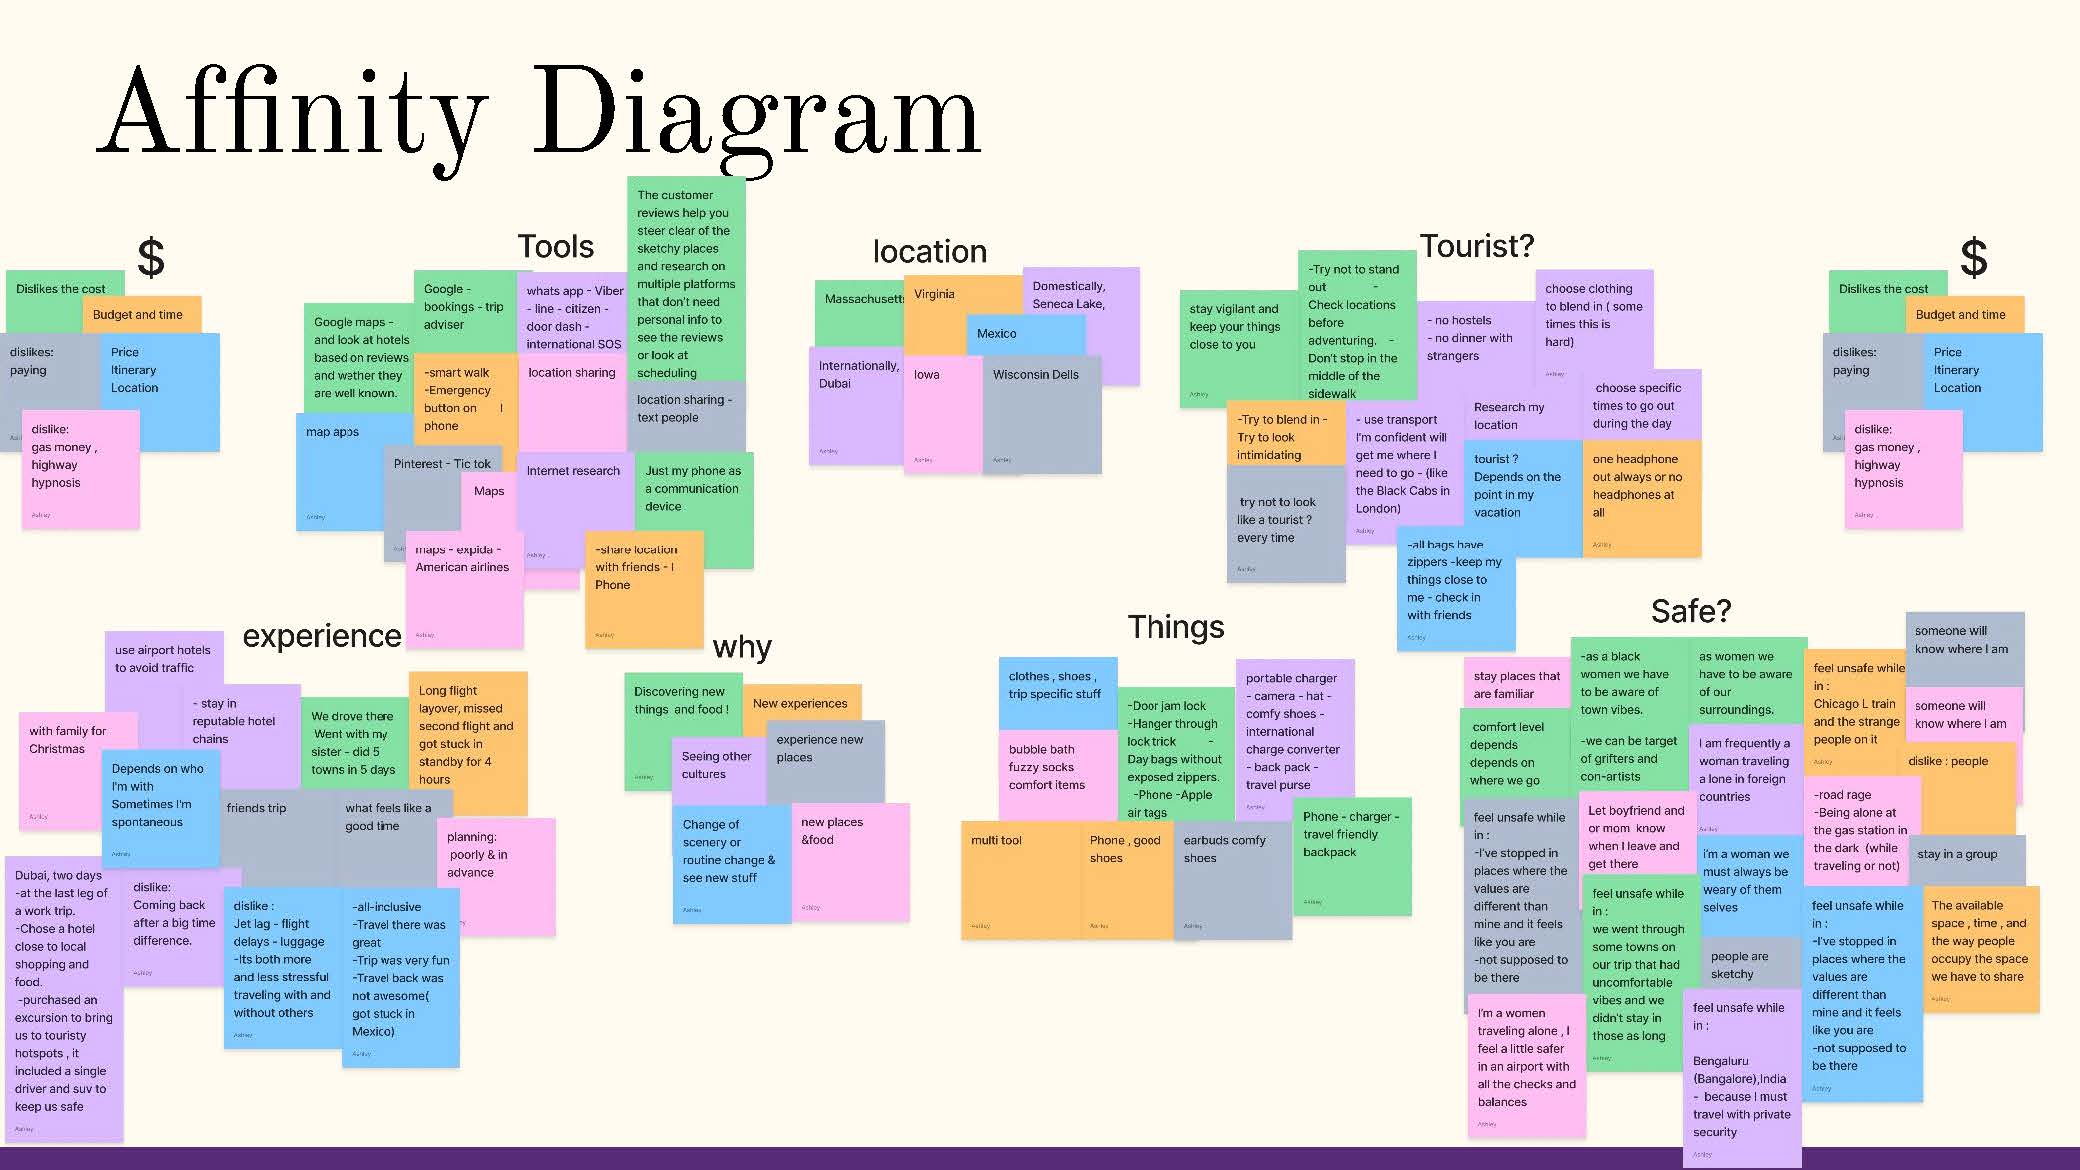 Affinity Diagram
$
Dislikes the cost
Budget and time
dislikes:
paying
Price
Itinerary
Location
dislike:
gas money ,
highway
hypnosis
Ashley
Tools
Google maps -
and look at hotels
based on reviews
and wether they
are well known.
Google -
bookings - trip
adviser
whats app - Viber
- line - citizen -
door dash -
international SOS
The customer
reviews help you
steer clear of the
sketchy places
and research on
multiple platforms
that don't need
personal info to
see the reviews
or look at
scheduling
-smart walk
-Emergency
button on I
phone
location sharing
location sharing -
text people
map apps
Ashley
Pinterest - Tic tok
Maps
Internet research
Ashley
Just my phone as
a communication
device
maps - expida -
American airlines
Ashley
-share location
with friends - I
Phone
Ashley
location
Massachusetts
Virginia
Domestically,
Seneca Lake,
Mexico
Internationally,
Dubai
Ashley
Iowa
Ashley
Wisconsin Dells
Ashley
Tourist?
stay vigilant and
keep your things
close to you
Ashley
-Try not to stand
out -
Check locations
before
adventuring. -
Don't stop in the
middle of the
sidewalk
- no hostels
- no dinner with
strangers
choose clothing
to blend in ( some
times this is
hard)
Ashley
-Try to blend in -
Try to look
intimidating
- use transport
I'm confident will
get me where I
need to go - (like
the Black Cabs in
London)
Ashley
Research my
location
choose specific
times to go out
during the day
try not to look
like a tourist ?
every time
Ashley
tourist ?
Depends on the
point in my
vacation
one headphone
out always or no
headphones at
all
Ashley
-all bags have
zippers -keep my
things close to
me - check in
with friends
Ashley
$
Dislikes the cost
Budget and time
dislikes:
paying
Price
Itinerary
Location
dislike:
gas money ,
highway
hypnosis
Ashley
experience
use airport hotels
to avoid traffic
- stay in
reputable hotel
chains
We drove there
Went with my
sister - did 5
towns in 5 days
Long flight
layover, missed
second flight and
got stuck in
standby for 4
hours
with family for
Christmas
Ashley
Depends on who
I'm with
Sometimes I'm
spontaneous
Ashley
friends trip
what feels like a
good time
planning:
poorly & in
advance
Dubai, two days
-at the last leg of
a work trip.
-Chose a hotel
close to local
shopping and
food.
-purchased an
excursion to bring
us to touristy
hotspots , it
included a single
driver and suv to
keep us safe
Ashley
dislike:
Coming back
after a big time
difference.
Ashley
dislike :
Jet lag - flight
delays - luggage
-Its both more
and less stressful
traveling with and
without others
Ashley
-all-inclusive
-Travel there was
great
-Trip was very fun
-Travel back was
not awesome(
got stuck in
Mexico)
Ashley
why
Discovering new
things and food !
Ashley
New experiences
Seeing other
cultures
experience new
places
Change of
scenery or
routine change &
see new stuff
Ashley
new places
&food
Ashley
Things
clothes , shoes ,
trip specific stuff
bubble bath
fuzzy socks
comfort items
-Door jam lock
-Hanger through
lock trick -
Day bags without
exposed zippers.
-Phone -Apple
air tags
portable charger
- camera - hat -
comfy shoes -
international
charge converter
- back pack -
travel purse
Ashley
multi tool
Ashley
Phone , good
shoes
Ashley
earbuds comfy
shoes
Ashley
Phone - charger -
travel friendly
backpack
Ashley
Safe?
stay places that
are familiar
-as a black
women we have
to be aware of
town vibes.
-we can be target
of grifters and
con-artists
as women we
have to be aware
of our
surroundings.
feel unsafe while
in :
Chicago L train
and the strange
people on it
Ashley
someone will
know where I am
someone will
know where I am
comfort level
depends
depends on
where we go
I am frequently a
woman traveling
a lone in foreign
countries
Ashley
dislike : people
feel unsafe while
in :
-I've stopped in
places where the
values are
different than
mine and it feels
like you are
-not supposed to
be there
Let boyfriend and
or mom know
when I leave and
get there
-road rage
-Being alone at
the gas station in
the dark (while
traveling or not)
i'm a woman we
must always be
weary of them
selves
stay in a group
feel unsafe while
in :
we went through
some towns on
our trip that had
uncomfortable
vibes and we
didn't stay in
those as long
Ashley
people are
sketchy
feel unsafe while
in :
-I've stopped in
places where the
values are
different than
mine and it feels
like you are
-not supposed to
be there
Ashley
The available
space , time , and
the way people
occupy the space
we have to share
Ashley
I'm a women
traveling alone , I
feel a little safer
in an airport with
all the checks and
balances
Ashley
feel unsafe while
in :
Bengaluru
(Bangalore),India
- because I must
travel with private
security
Ashley